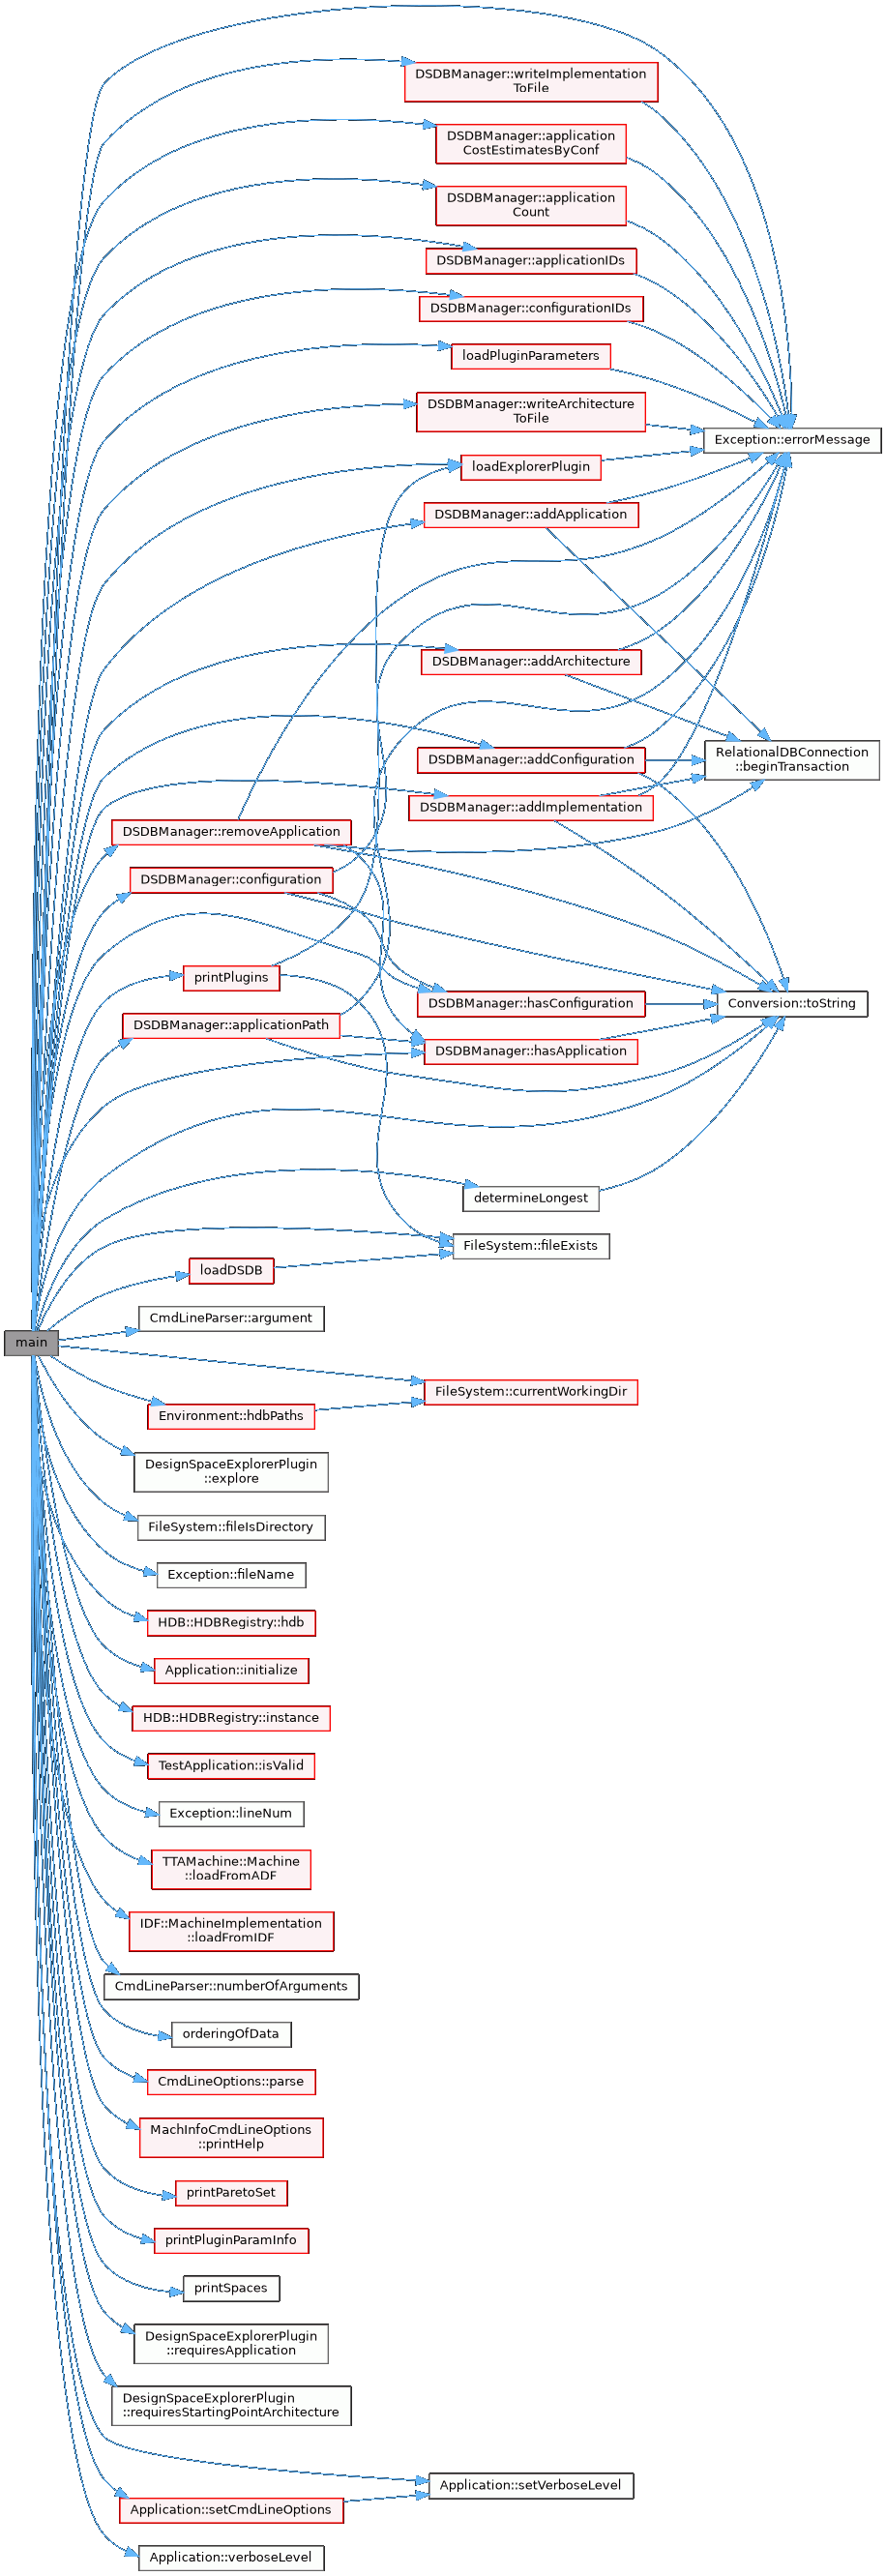 DSDBManager::writeImplementation
ToFile
DSDBManager::application
CostEstimatesByConf
DSDBManager::application
Count
DSDBManager::applicationIDs
DSDBManager::configurationIDs
loadPluginParameters
DSDBManager::writeArchitecture
ToFile
Exception::errorMessage
loadExplorerPlugin
DSDBManager::addApplication
DSDBManager::addArchitecture
DSDBManager::addConfiguration
RelationalDBConnection
::beginTransaction
DSDBManager::addImplementation
DSDBManager::removeApplication
DSDBManager::configuration
printPlugins
DSDBManager::hasConfiguration
Conversion::toString
DSDBManager::applicationPath
DSDBManager::hasApplication
determineLongest
FileSystem::fileExists
loadDSDB
CmdLineParser::argument
main
FileSystem::currentWorkingDir
Environment::hdbPaths
DesignSpaceExplorerPlugin
::explore
FileSystem::fileIsDirectory
Exception::fileName
HDB::HDBRegistry::hdb
Application::initialize
HDB::HDBRegistry::instance
TestApplication::isValid
Exception::lineNum
TTAMachine::Machine
::loadFromADF
IDF::MachineImplementation
::loadFromIDF
CmdLineParser::numberOfArguments
orderingOfData
CmdLineOptions::parse
MachInfoCmdLineOptions
::printHelp
printParetoSet
printPluginParamInfo
printSpaces
DesignSpaceExplorerPlugin
::requiresApplication
DesignSpaceExplorerPlugin
::requiresStartingPointArchitecture
Application::setVerboseLevel
Application::setCmdLineOptions
Application::verboseLevel